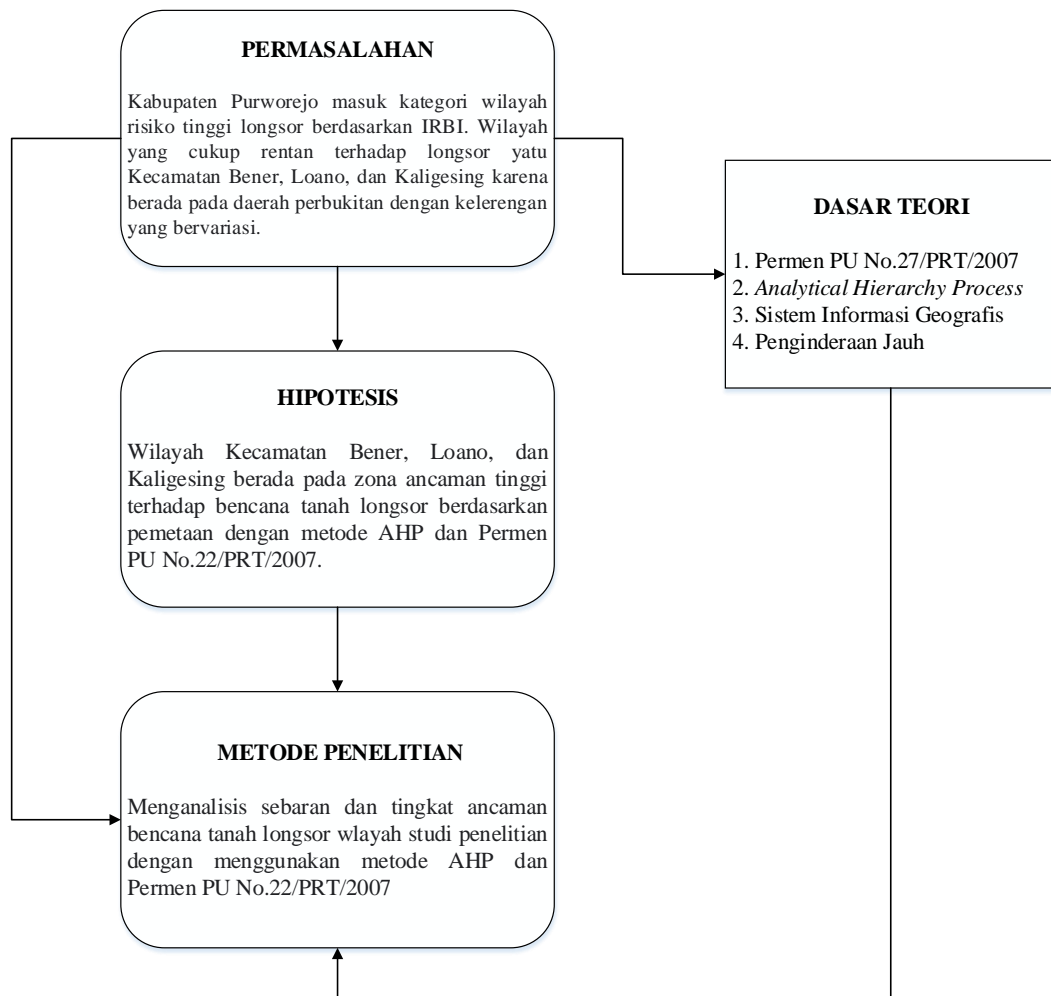 PERMASALAHAN
Kabupaten Purworejo masuk kategori wilayah
risiko tinggi longsor berdasarkan IRBI. Wilayah
yang cukup rentan terhadap longsor yatu
Kecamatan Bener, Loano, dan Kaligesing karena
berada pada daerah perbukitan dengan kelerengan
yang bervariasi.
DASAR TEORI
1. Permen PU No.27/PRT/2007
2. Analytical Hierarchy Process
3. Sistem Informasi Geografis
4. Penginderaan Jauh
HIPOTESIS
Wilayah Kecamatan Bener, Loano, dan
Kaligesing berada pada zona ancaman tinggi
terhadap bencana tanah longsor berdasarkan
pemetaan dengan metode AHP dan Permen
PU No.22/PRT/2007.
METODE PENELITIAN
Menganalisis sebaran dan tingkat ancaman
bencana tanah longsor wlayah studi penelitian
dengan menggunakan metode AHP dan
Permen PU No.22/PRT/2007